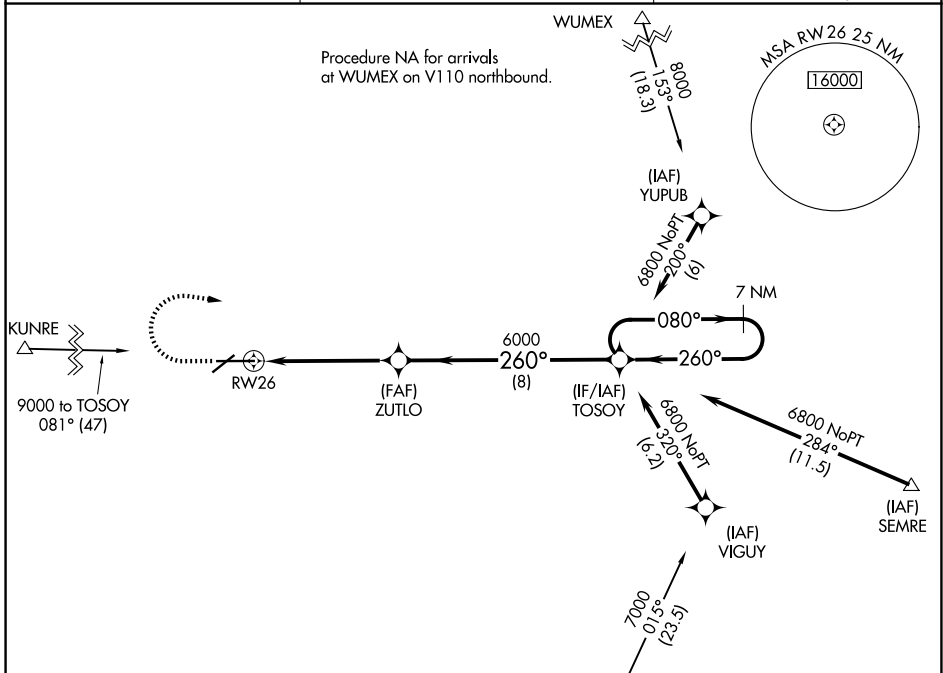 WUMEX
Procedure NA for arrivals
at WUMEX on V110 northbound.
8000
153°
(18.3)
MSA RW26 25 NM
16000
(IAF)
YUPUB
6800 NoPT
200°
(6)
7 NM
080°
260°
KUNRE
9000 to TOSOY
081° (47)
RW26
(FAF)
ZUTLO
6000
260°
(8)
(IF/IAF)
TOSOY
6800 NoPT
320°
(6.2)
6800 NoPT
284°
(11.5)
(IAF)
SEMRE
(IAF)
VIGUY
7000
015°
(23.5)